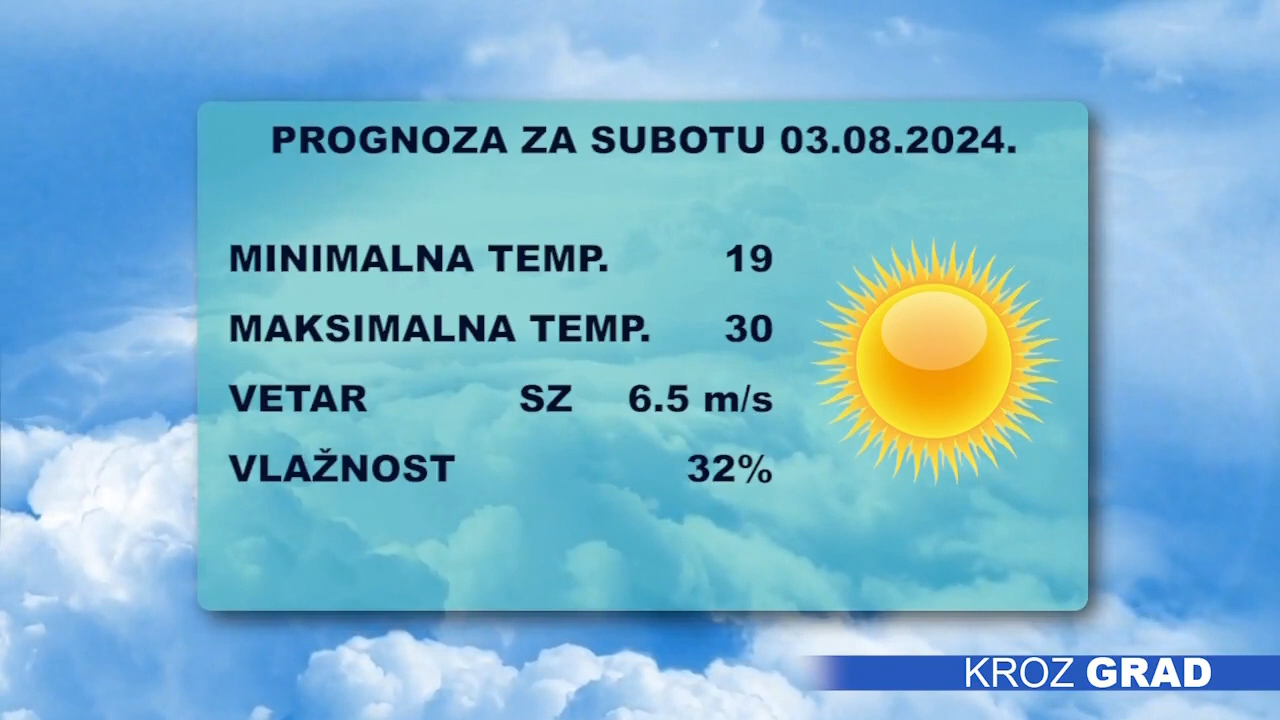 PROGNOZA ZA SUBOTU 03.08.2024.
MINIMALNA TEMP. 19
MAKSIMALNA TEMP. 30
VETAR SZ 6.5 m/s
VLAŽNOST 32%
KROZ GRAD